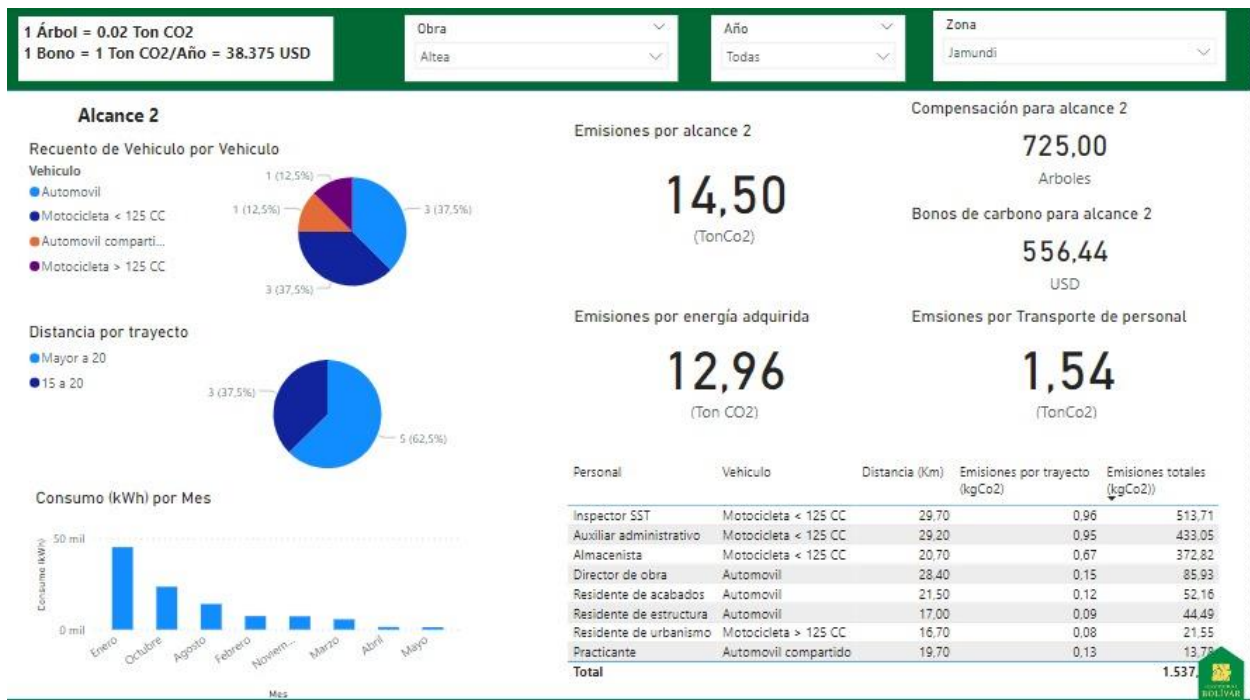 1 Árbol = 0.02 Ton CO2
1 Bono = 1 Ton CO2/Año = 38.375 USD
Obra
Altea
Año
Todas
Zona
Jamundi
Alcance 2
Recuento de Vehiculo por Vehiculo
Vehiculo
Automovil
Motocicleta < 125 CC
Automovil comparti...
Motocicleta > 125 CC
1 (12,5%)
1 (12,5%)
3 (37,5%)
3 (37,5%)
Distancia por trayecto
Mayor a 20
15 a 20
3 (37,5%)
5 (62,5%)
Consumo (kWh) por Mes
Consumo (kWh)
50 mil
0 mil
Enero
Octubre
Agosto
Febrero
Noviem...
Marzo
Abril
Mayo
Mes
Emisiones por alcance 2
14,50
(TonCo2)
Compensación para alcance 2
725,00
Arboles
Bonos de carbono para alcance 2
556,44
USD
Emisiones por energía adquirida
12,96
(Ton CO2)
Emsiones por Transporte de personal
1,54
(TonCo2)
Personal Vehiculo Distancia (Km) Emisiones por trayecto (kgCo2) Emisiones totales (kgCo2))
Inspector SST Motocicleta < 125 CC 29,70 0,96 513,71
Auxiliar administrativo Motocicleta < 125 CC 29,20 0,95 433,05
Almacenista Motocicleta < 125 CC 20,70 0,67 372,82
Director de obra Automovil 28,40 0,15 85,93
Residente de acabados Automovil 21,50 0,12 52,16
Residente de estructura Automovil 17,00 0,09 44,49
Residente de urbanismo Motocicleta > 125 CC 16,70 0,08 21,55
Practicante Automovil compartido 19,70 0,13 13,78
Total 1.537,
BOLÍVAR